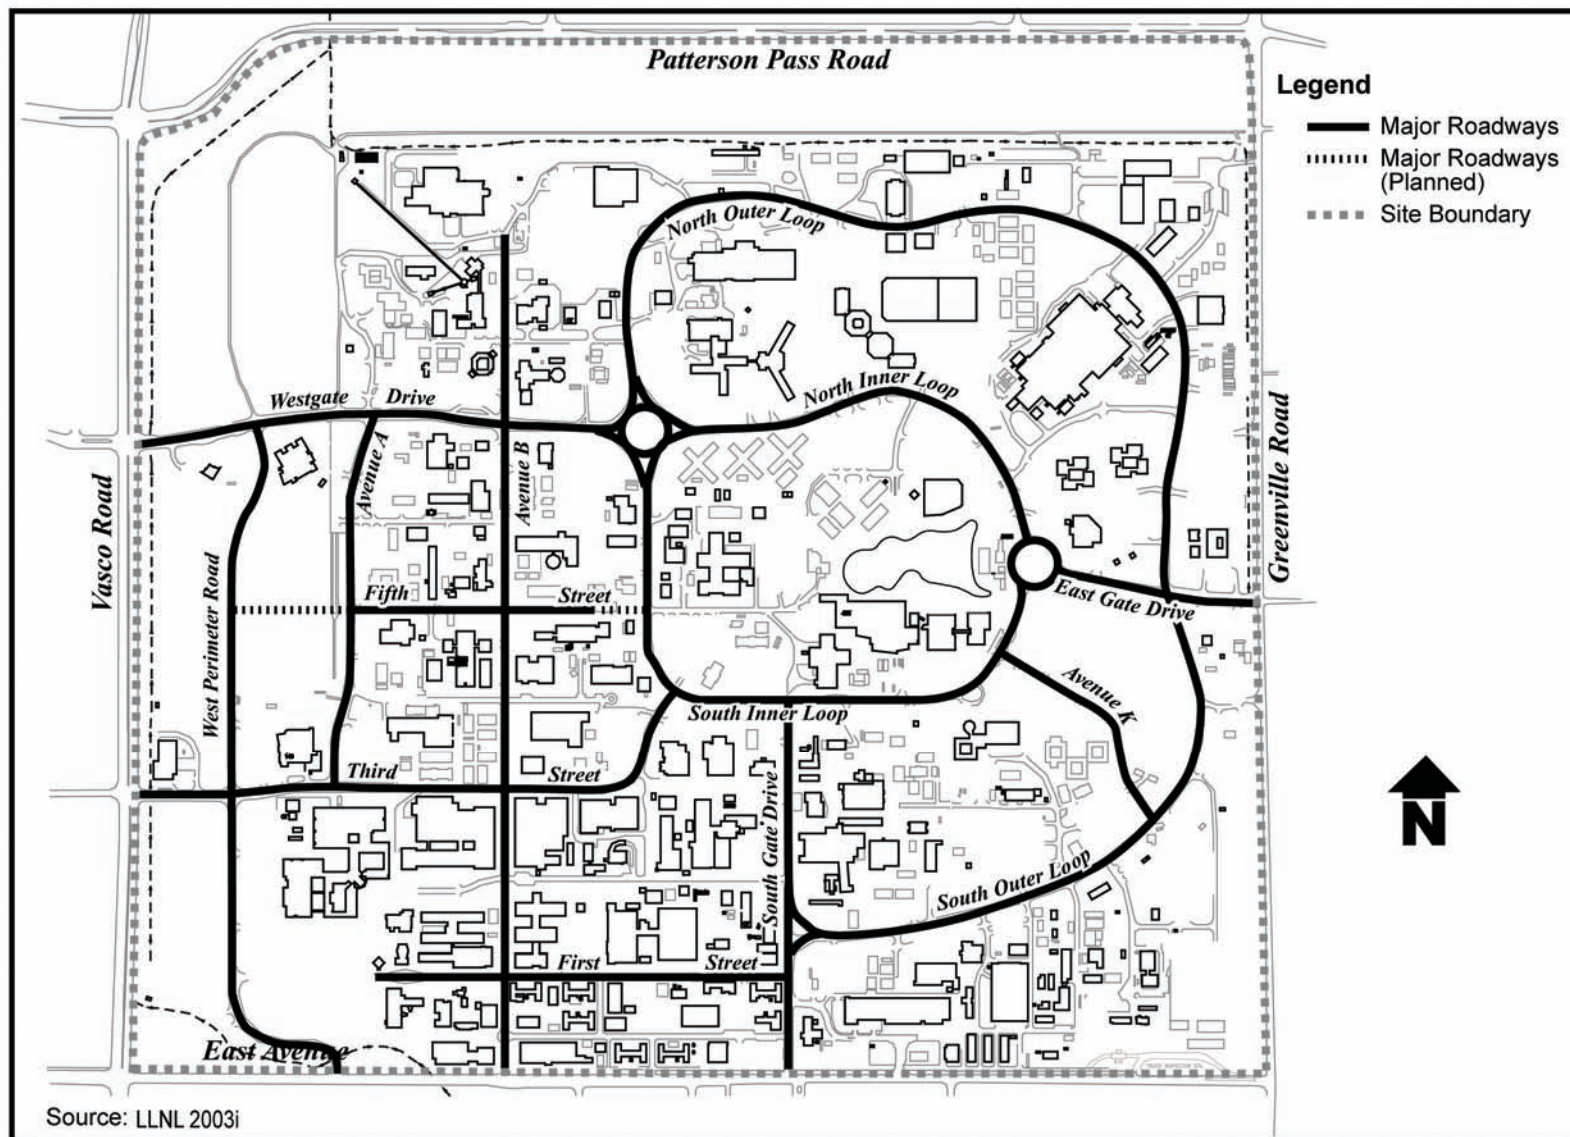 Patterson Pass Road
Legend
Major Roadways
Major Roadways
(Planned)
Site Boundary
North Outer Loop
North Inner Loop
Westgate Drive
Avenue A
Avenue B
Vasco Road
Greenville Road
West Perimeter Road
Fifth Street
East Gate Drive
Avenue K
South Inner Loop
Third Street
South Gate Drive
South Outer Loop
First Street
East Avenue
N
Source: LLNL 2003i